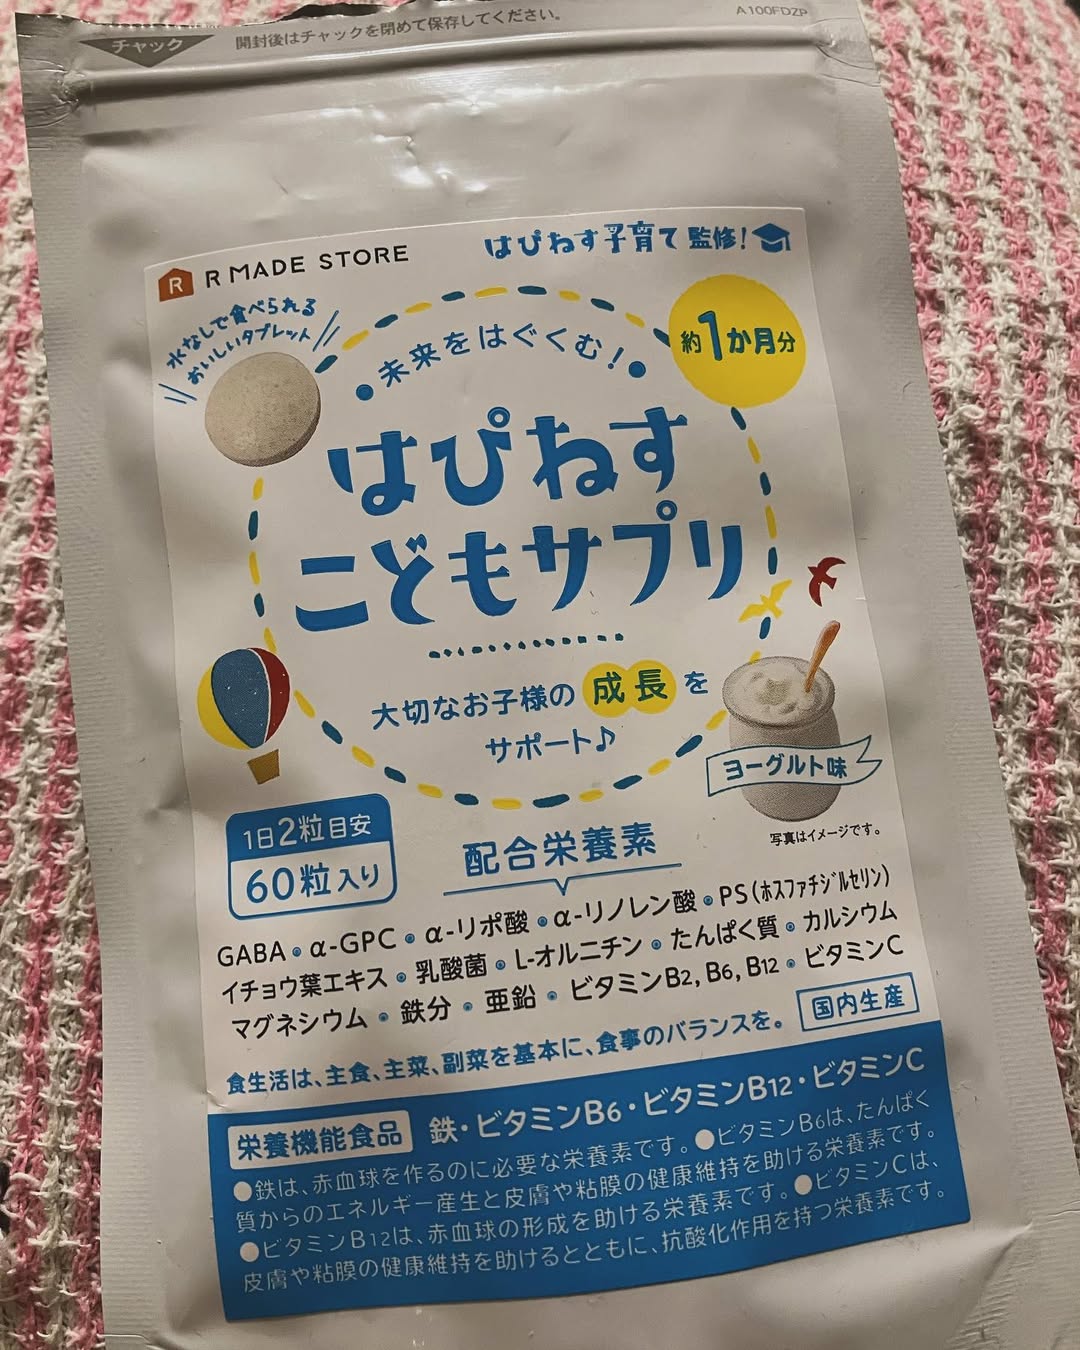 チャック
開封後はチャックを閉めて保存してください。
A100FDZP
R R MADE STORE
はぴねす子育て 監修!
水なしで食べられる
おいしいタブレット
約1か月分
未来をはぐくむ!
はぴねす
こどもサプリ
大切なお子様の成長を
サポート♪
ヨーグルト味
写真はイメージです。
1日2粒目安
60粒入り
配合栄養素
GABA・α-GPC・α-リポ酸・α-リノレン酸・PS(ホスファチジルセリン)
イチョウ葉エキス・乳酸菌・L-オルニチン・たんぱく質・カルシウム
マグネシウム・鉄分・亜鉛・ビタミンB2, B6, B12・ビタミンC
食生活は、主食、主菜、副菜を基本に、食事のバランスを。
国内生産
栄養機能食品 鉄・ビタミンB6・ビタミンB12・ビタミンC
●鉄は、赤血球を作るのに必要な栄養素です。●ビタミンB6は、たんぱく
質からのエネルギー産生と皮膚や粘膜の健康維持を助ける栄養素です。
●ビタミンB12は、赤血球の形成を助ける栄養素です。●ビタミンCは、
皮膚や粘膜の健康維持を助けるとともに、抗酸化作用を持つ栄養素です。